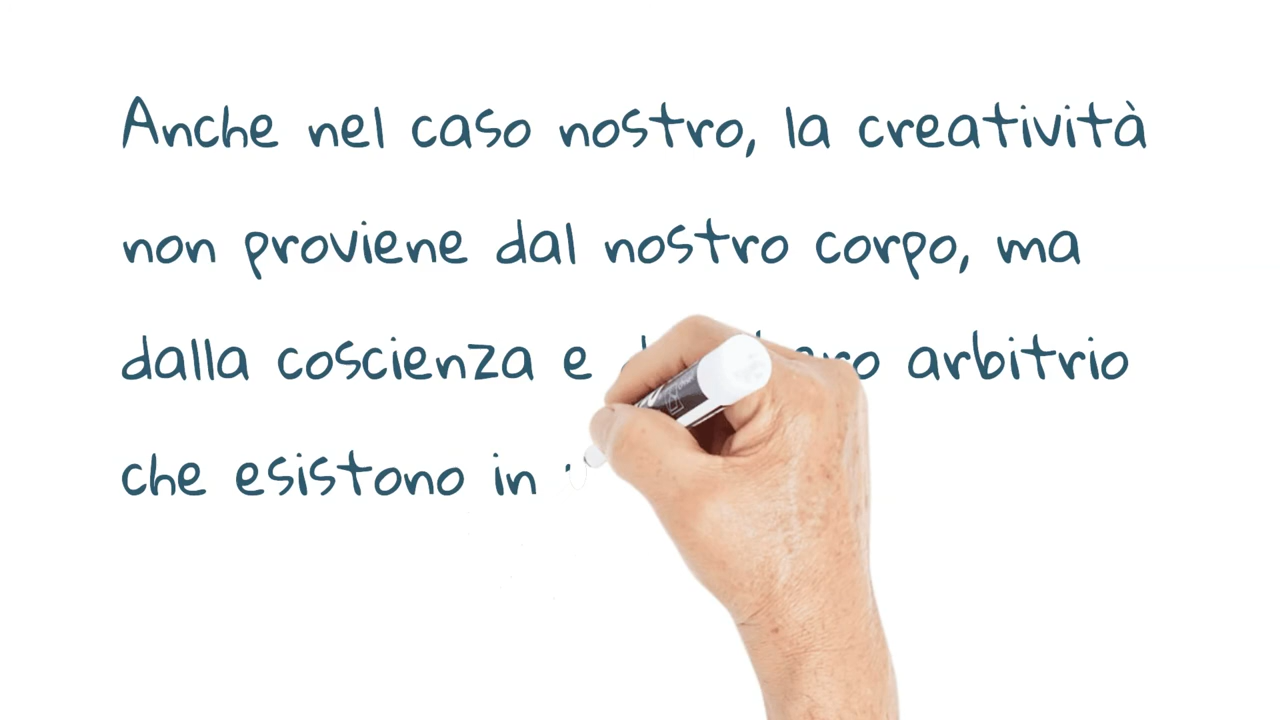 Anche nel caso nostro, la creatività
non proviene dal nostro corpo, ma
dalla coscienza e arbitrio
che esistono in